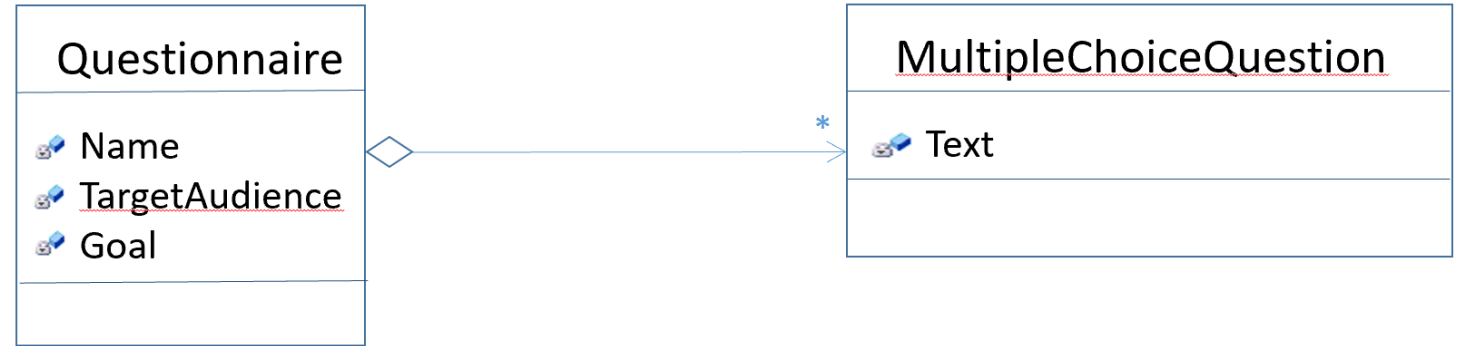 Questionnaire
Name
TargetAudience
Goal
*
MultipleChoiceQuestion
Text